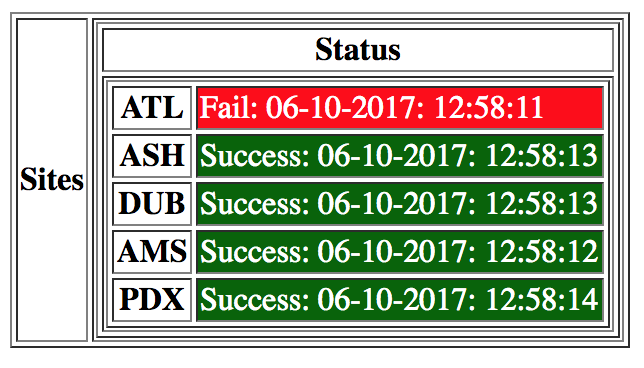 Status
Sites
ATL Fail: 06-10-2017: 12:58:11
ASH Success: 06-10-2017: 12:58:13
DUB Success: 06-10-2017: 12:58:13
AMS Success: 06-10-2017: 12:58:12
PDX Success: 06-10-2017: 12:58:14